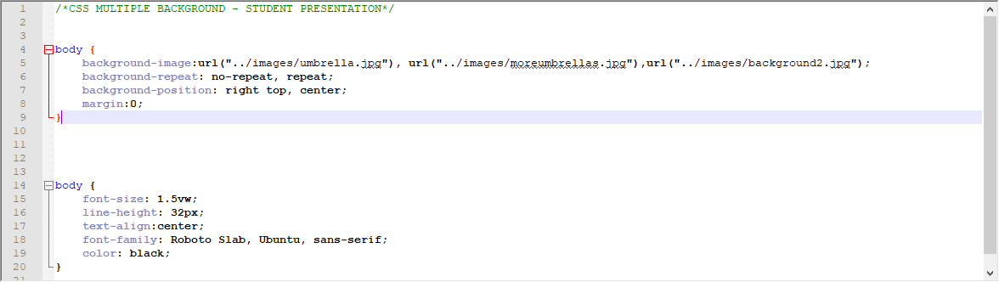 1 /*CSS MULTIPLE BACKGROUND - STUDENT PRESENTATION*/
2
3
4 body {
5 background-image:url("../images/umbrella.jpg"), url("../images/moreumbrellas.jpg"),url("../images/background2.jpg");
6 background-repeat: no-repeat, repeat;
7 background-position: right top, center;
8 margin:0;
9 }
10
11
12
13
14 body {
15 font-size: 1.5vw;
16 line-height: 32px;
17 text-align:center;
18 font-family: Roboto Slab, Ubuntu, sans-serif;
19 color: black;
20 }
21